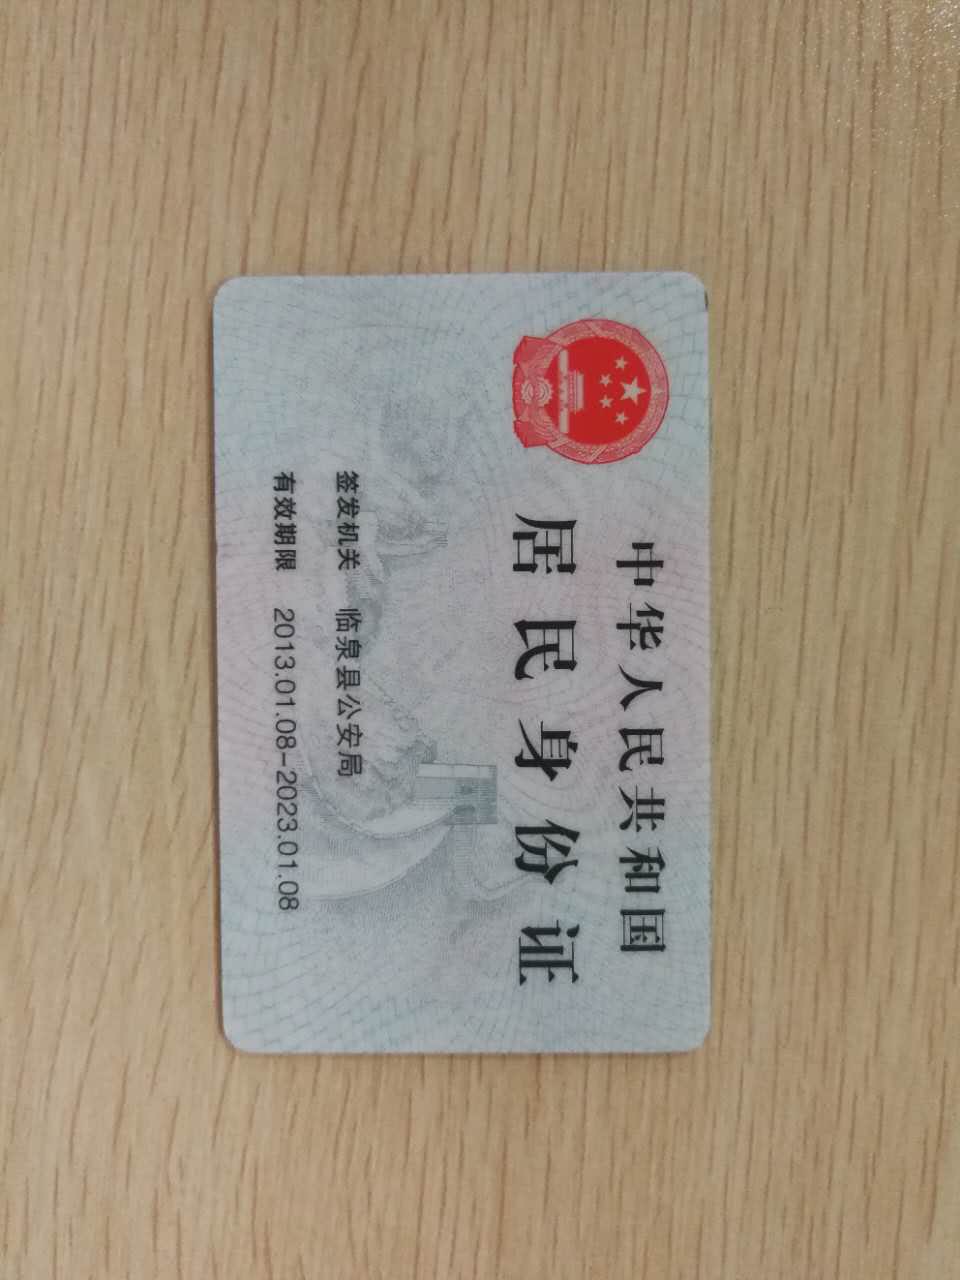 中华人民共和国
居民身份证
签发机关 临泉县公安局
有效期限 2013.01.08-2023.01.08